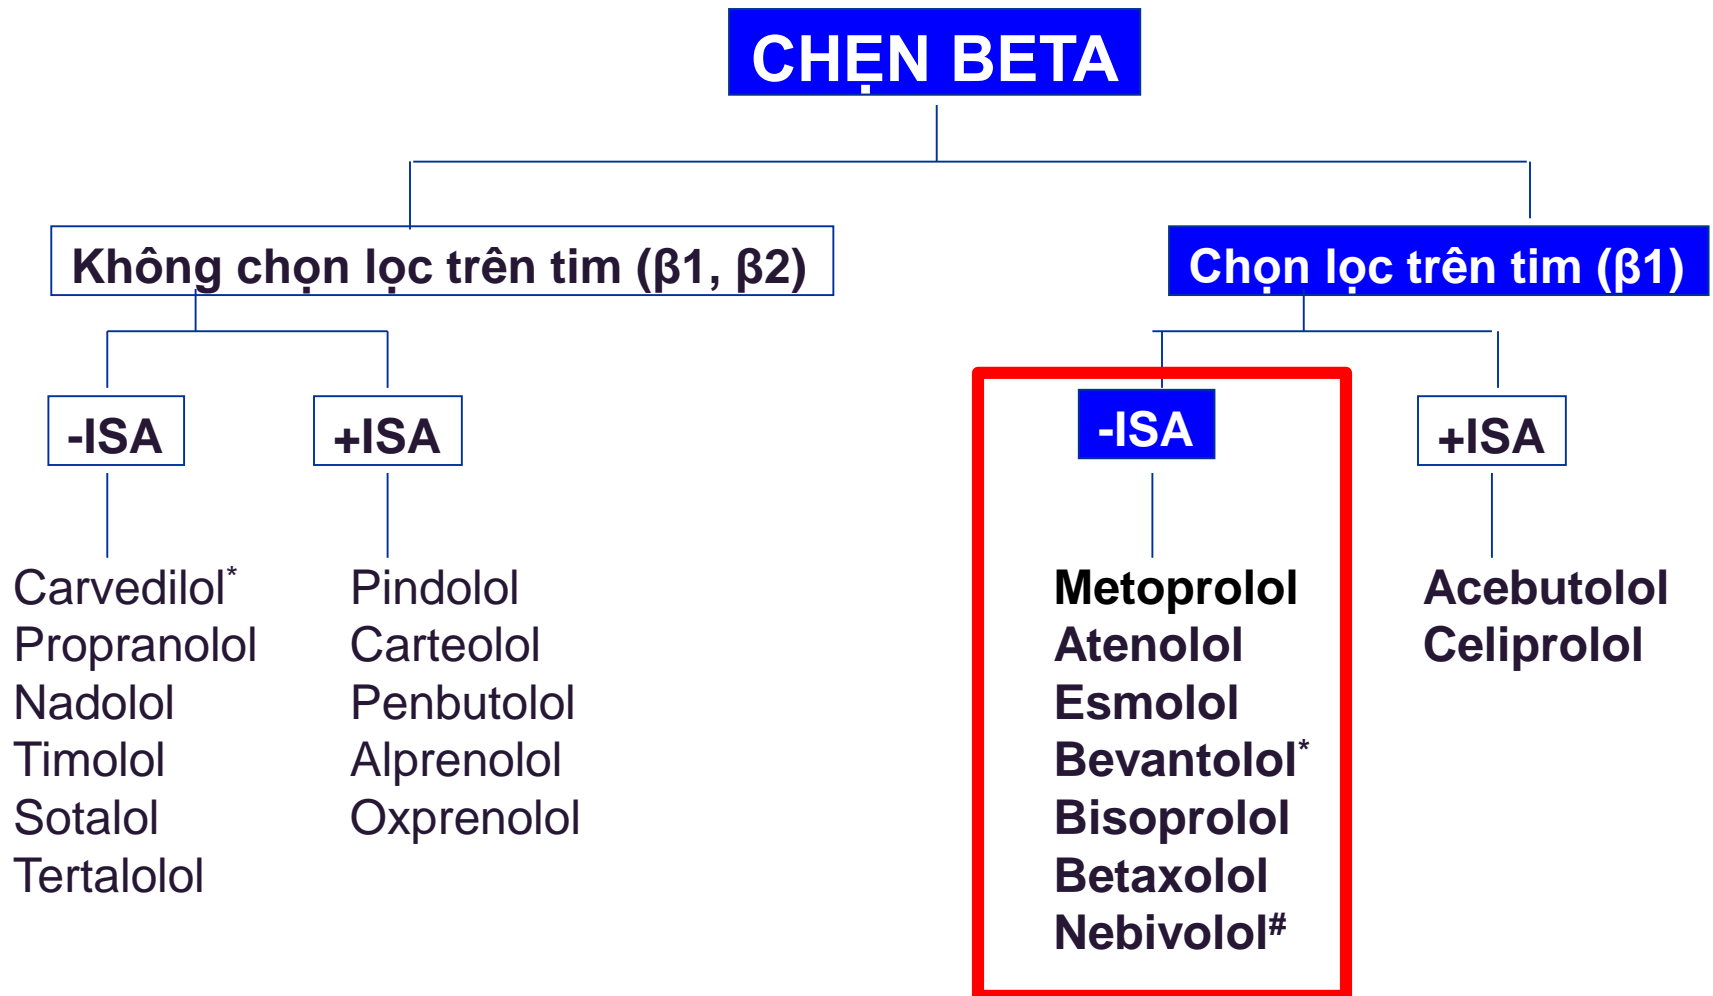 CHẸN BETA
Không chọn lọc trên tim (β1, β2)
Chọn lọc trên tim (β1)
-ISA
+ISA
-ISA
+ISA
Carvedilol*
Propranolol
Nadolol
Timolol
Sotalol
Tertalolol
Pindolol
Carteolol
Penbutolol
Alprenolol
Oxprenolol
Metoprolol
Atenolol
Esmolol
Bevantolol*
Bisoprolol
Betaxolol
Nebivolol#
Acebutolol
Celiprolol